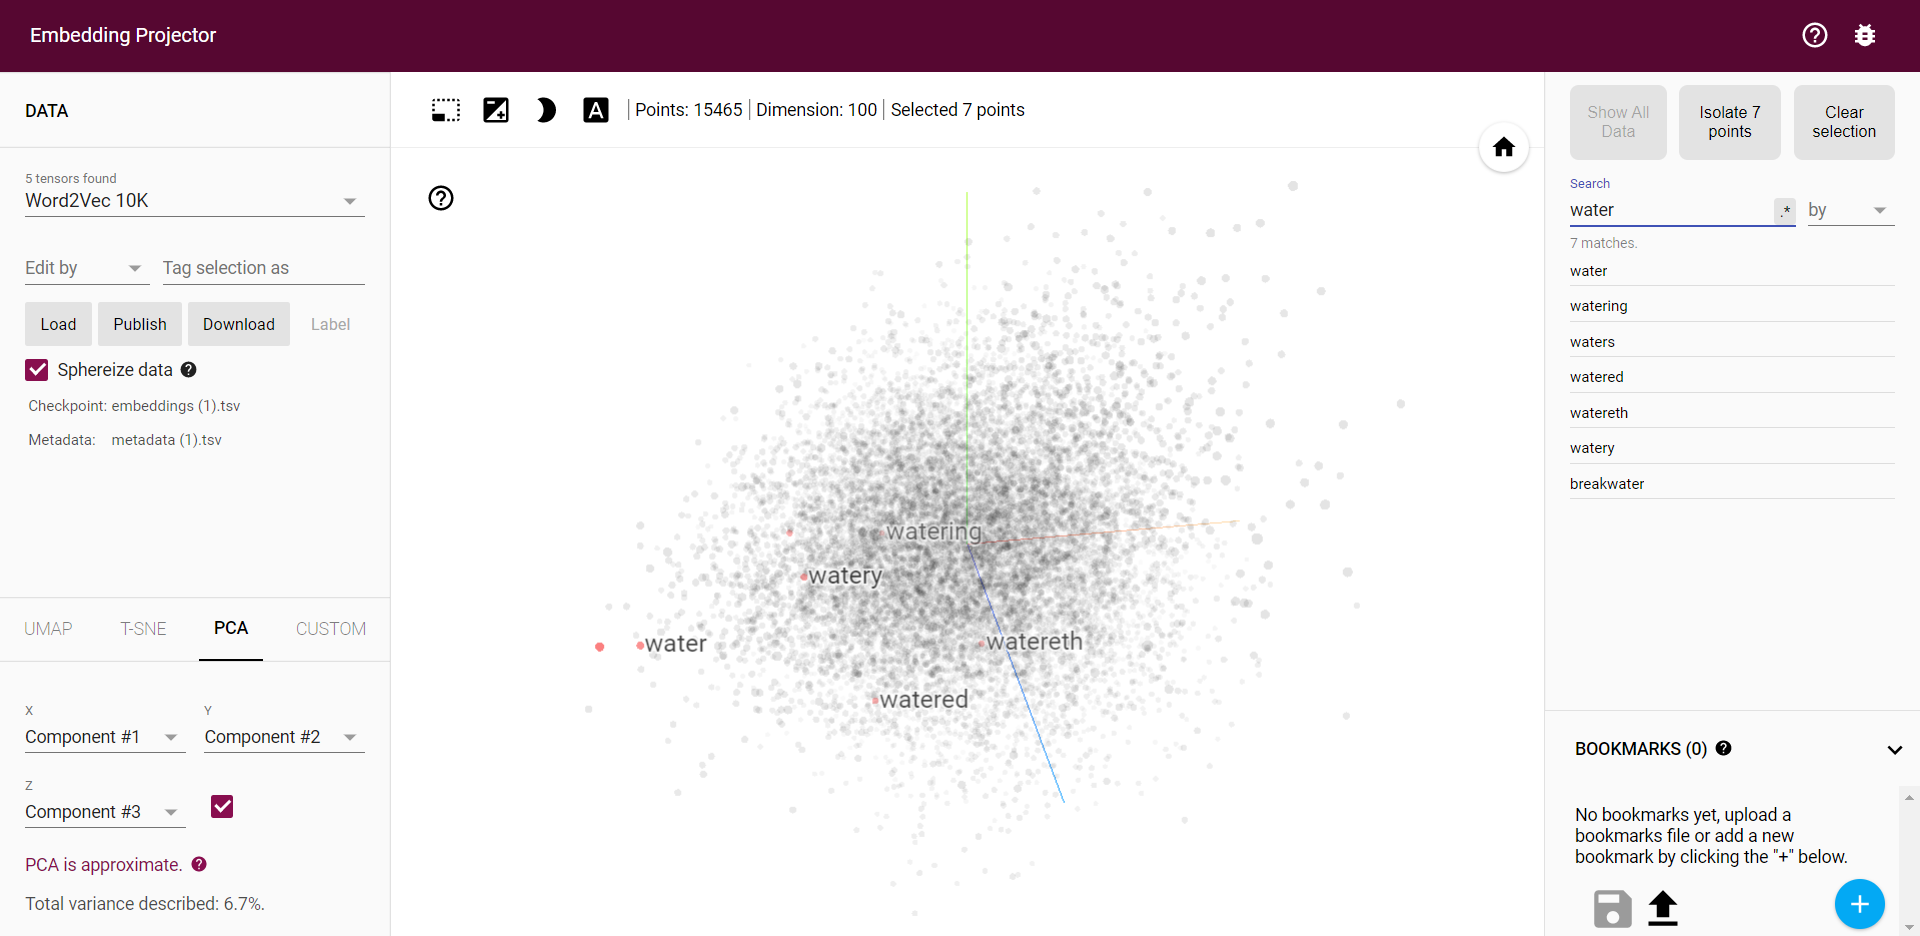 Embedding Projector
DATA
5 tensors found
Word2Vec 10K
Edit by
Tag selection as
Load
Publish
Download
Label
Sphereize data
Checkpoint: embeddings (1).tsv
Metadata: metadata (1).tsv
UMAP
T-SNE
PCA
CUSTOM
X
Component #1
Y
Component #2
Z
Component #3
PCA is approximate.
Total variance described: 6.7%.
A
Points: 15465
Dimension: 100
Selected 7 points
watering
watery
water
watereth
watered
Show All
Data
Isolate 7
points
Clear
selection
Search
water
.*
by
7 matches.
water
watering
waters
watered
watereth
watery
breakwater
BOOKMARKS (0)
No bookmarks yet, upload a
bookmarks file or add a new
bookmark by clicking the "+" below.